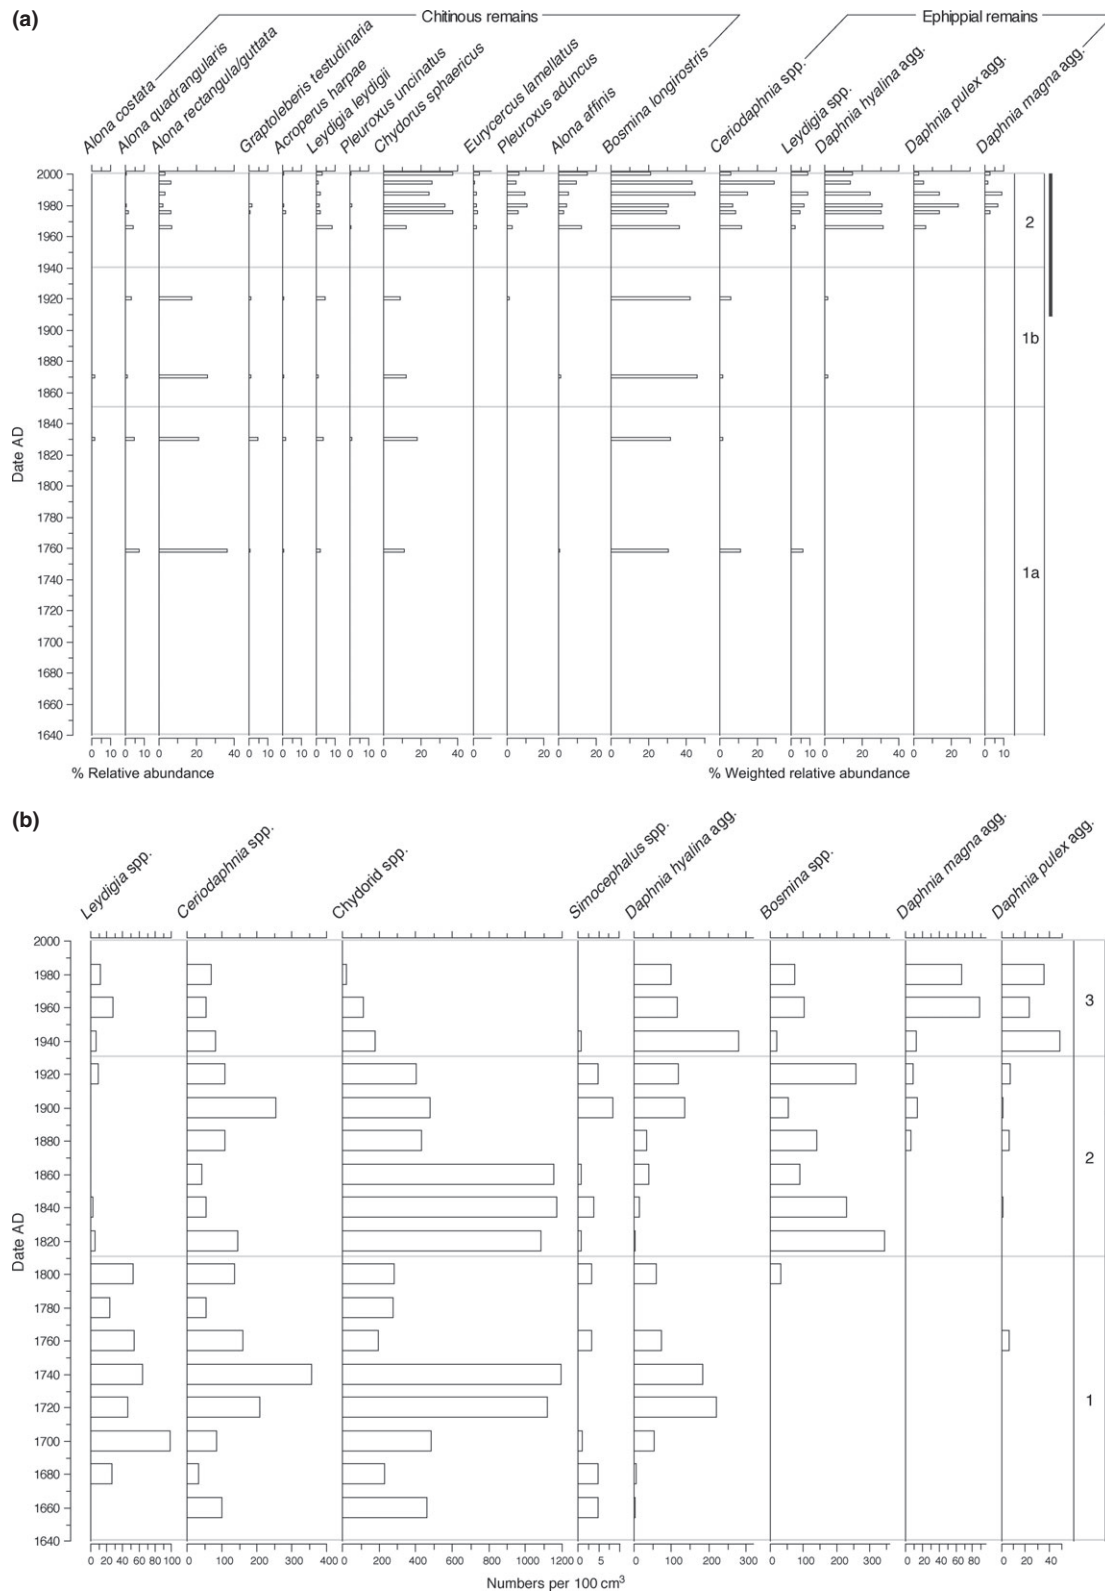 (a)
Chitinous remains
Ephippial remains
Alona costata
Alona quadrangularis
Alona rectangula/guttata
Graptoleberis testudinaria
Acroperus harpae
Leydigia leydigii
Pleuroxus uncinatus
Chydorus sphaericus
Eurycercus lamellatus
Pleuroxus aduncus
Alona affinis
Bosmina longirostris
Ceriodaphnia spp.
Leydigia spp.
Daphnia hyalina agg.
Daphnia pulex agg.
Daphnia magna agg.
2000
1980
1960
1940
1920
1900
1880
1860
1840
1820
1800
1780
1760
1740
1720
1700
1680
1660
1640
Date AD
2
1b
1a
0 10 0 10 0 20 40 0 10 0 10 0 10 0 0 20 40 0 0 10 0 20 0 20 40 0 20 0 10 0 20 40 0 20 0 10
% Relative abundance
% Weighted relative abundance
(b)
Leydigia spp.
Ceriodaphnia spp.
Chydorid spp.
Simocephalus spp.
Daphnia hyalina agg.
Bosmina spp.
Daphnia magna agg.
Daphnia pulex agg.
2000
1980
1960
1940
1920
1900
1880
1860
1840
1820
1800
1780
1760
1740
1720
1700
1680
1660
1640
Date AD
3
2
1
0 20 40 60 80 100 0 100 200 300 400 0 200 400 600 800 1000 1200 0 5 0 100 200 300 0 100 200 300 0 20 40 60 80 0 20 40
Numbers per 100 cm³